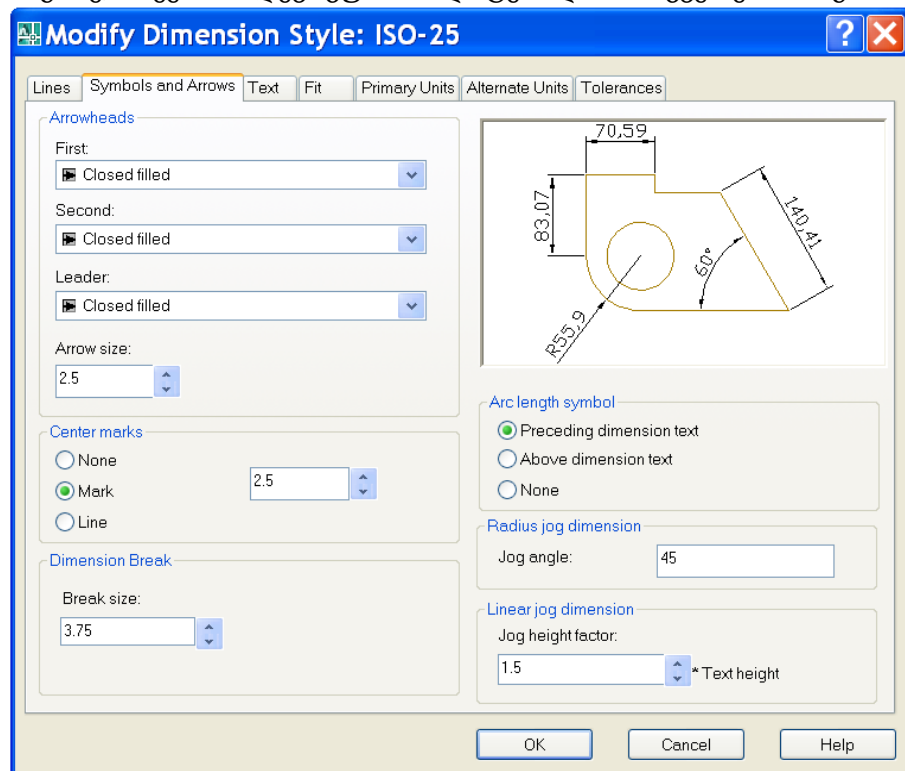 Modify Dimension Style: ISO-25
Lines Symbols and Arrows Text Fit Primary Units Alternate Units Tolerances
Arrowheads
First:
Closed filled
Second:
Closed filled
Leader:
Closed filled
Arrow size:
2.5
Center marks
None
Mark
2.5
Line
Dimension Break
Break size:
3.75
70,59
83,07
140,41
60°
R55,9
Arc length symbol
Preceding dimension text
Above dimension text
None
Radius jog dimension
Jog angle: 45
Linear jog dimension
Jog height factor:
1.5 * Text height
OK Cancel Help